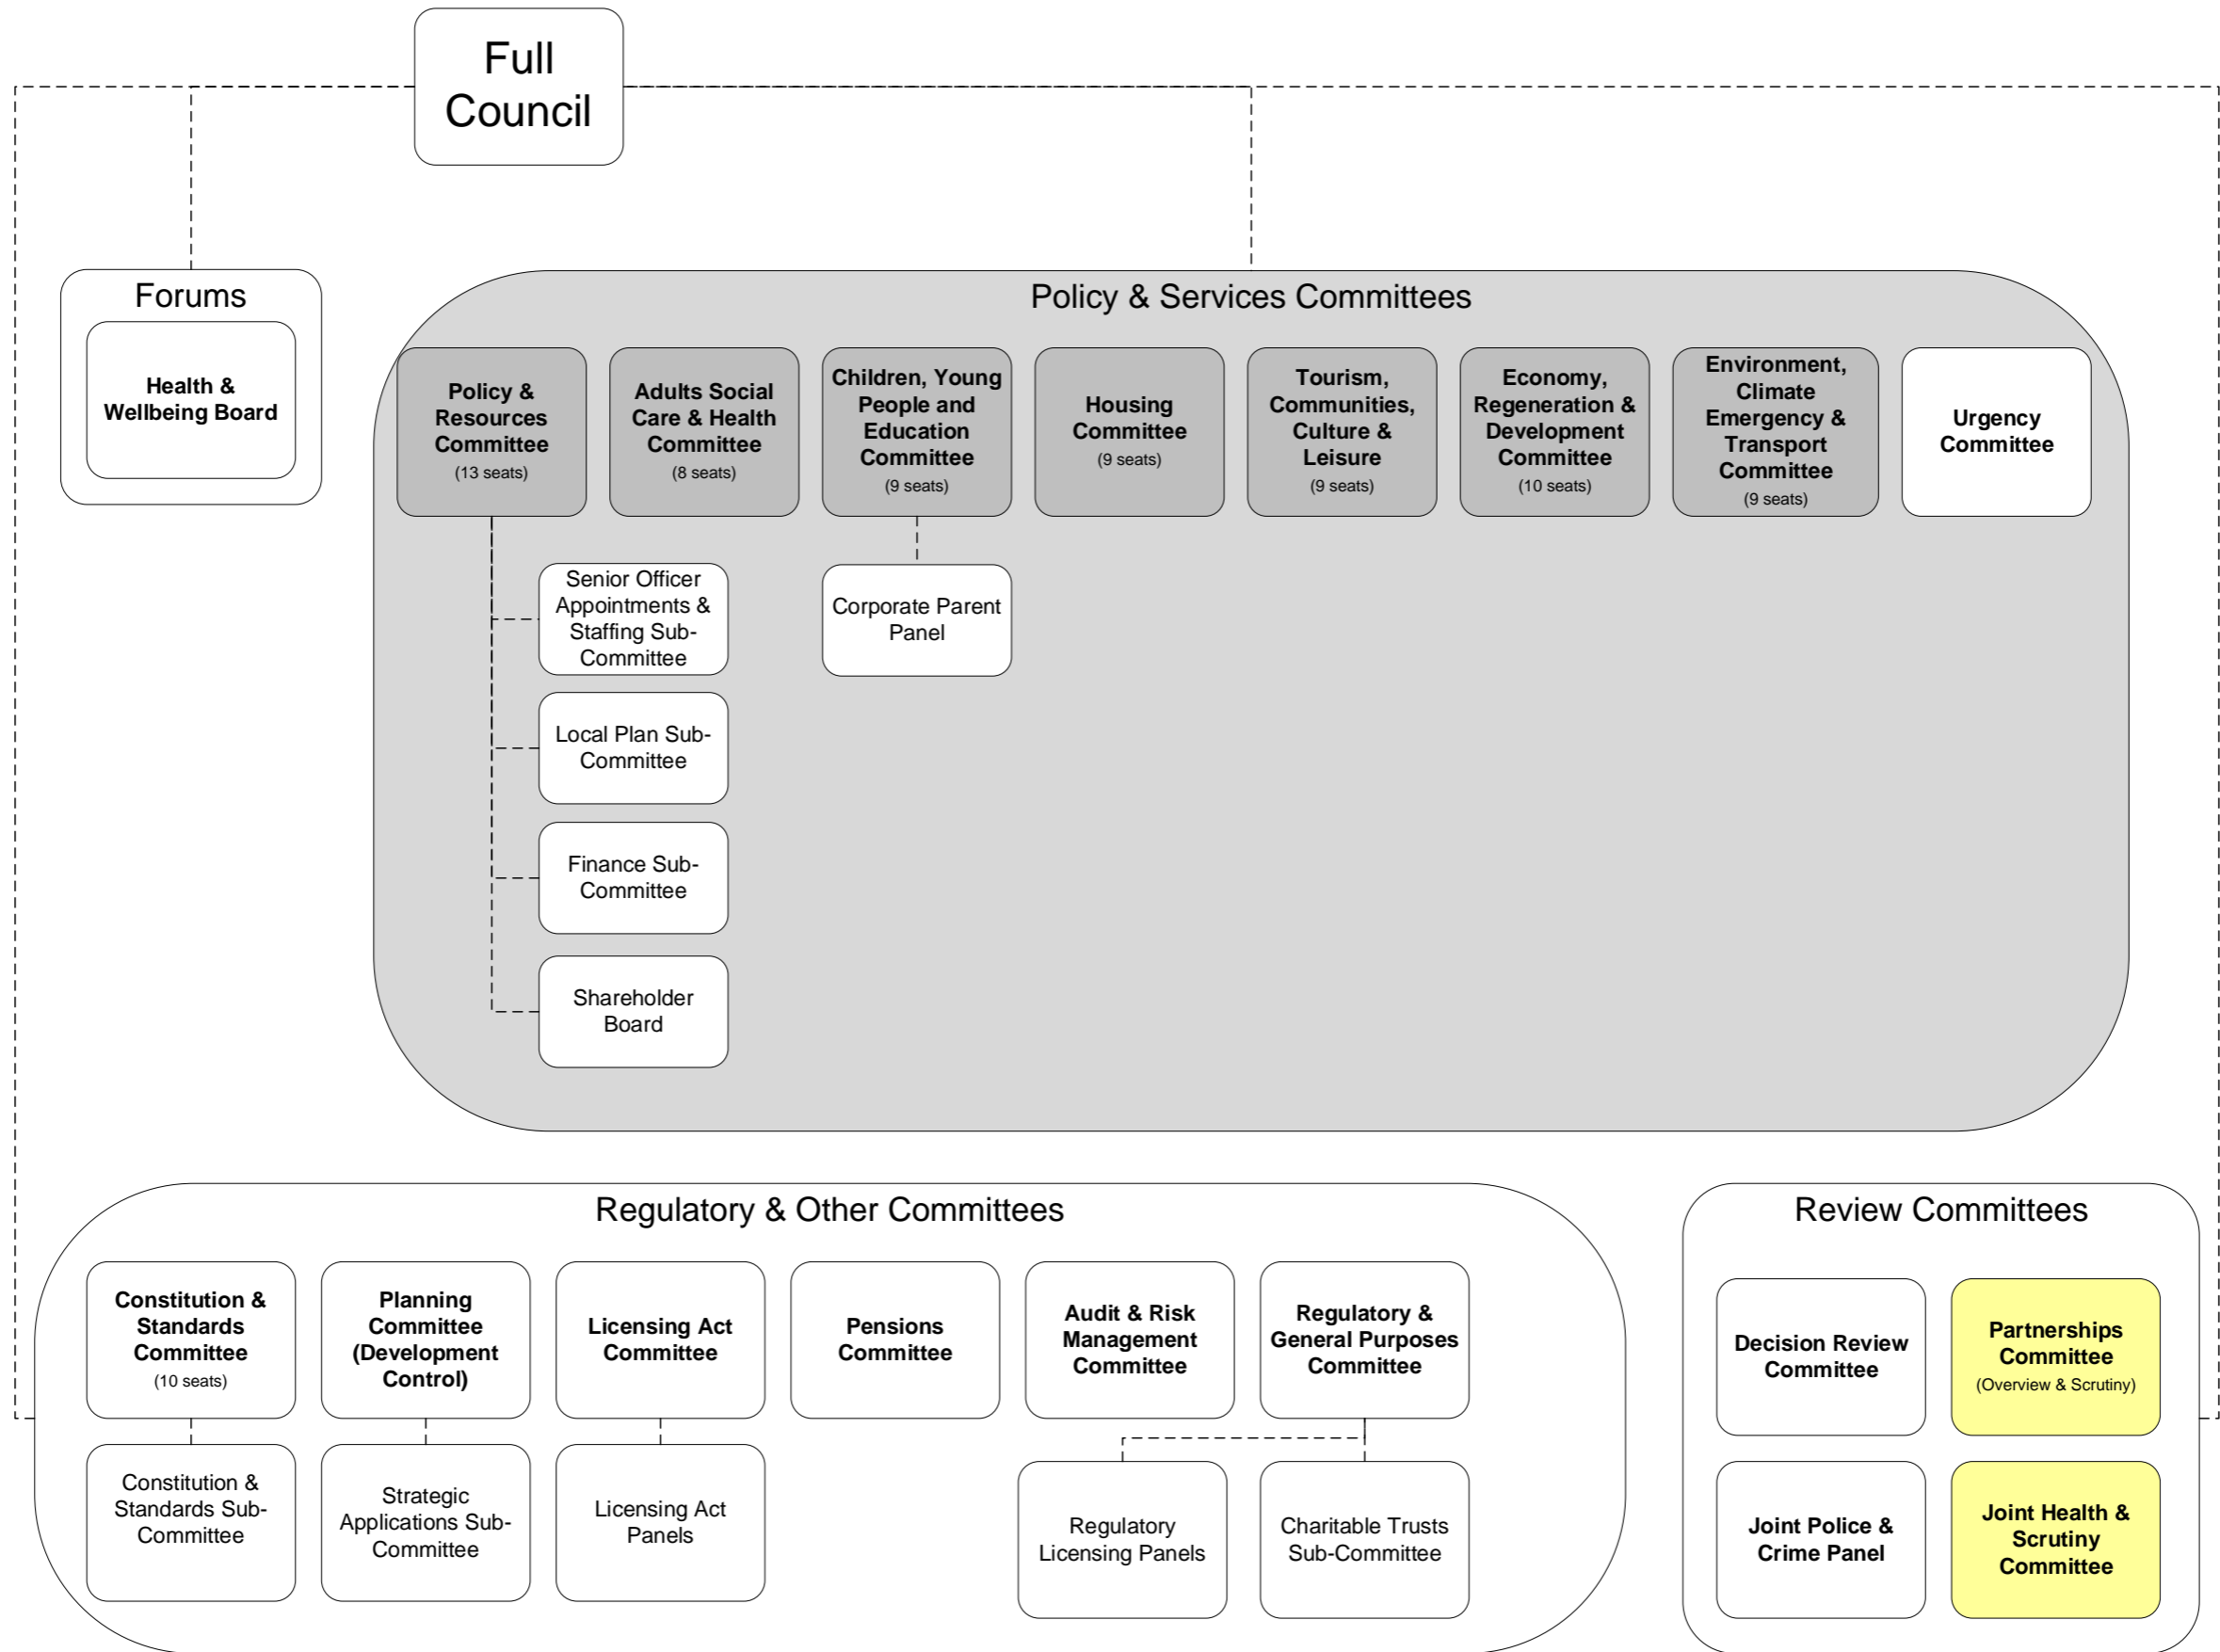 Full
Council
Forums
Health &
Wellbeing Board
Policy & Services Committees
Policy &
Resources
Committee
(13 seats)
Adults Social
Care & Health
Committee
(8 seats)
Children, Young
People and
Education
Committee
(9 seats)
Housing
Committee
(9 seats)
Tourism,
Communities,
Culture &
Leisure
(9 seats)
Economy,
Regeneration &
Development
Committee
(10 seats)
Environment,
Climate
Emergency &
Transport
Committee
(9 seats)
Urgency
Committee
Senior Officer
Appointments &
Staffing Sub-
Committee
Corporate Parent
Panel
Local Plan Sub-
Committee
Finance Sub-
Committee
Shareholder
Board
Regulatory & Other Committees
Constitution &
Standards
Committee
(10 seats)
Planning
Committee
(Development
Control)
Licensing Act
Committee
Pensions
Committee
Audit & Risk
Management
Committee
Regulatory &
General Purposes
Committee
Constitution &
Standards Sub-
Committee
Strategic
Applications Sub-
Committee
Licensing Act
Panels
Regulatory
Licensing Panels
Charitable Trusts
Sub-Committee
Review Committees
Decision Review
Committee
Partnerships
Committee
(Overview & Scrutiny)
Joint Police &
Crime Panel
Joint Health &
Scrutiny
Committee